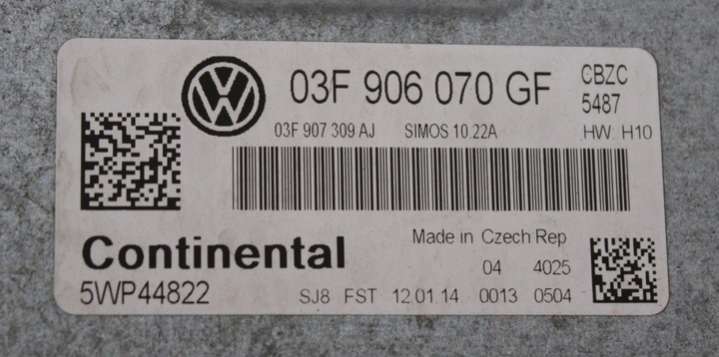 03F 906 070 GF
CBZC
5487
03F 907 309 AJ SIMOS 10.22A HW H10
Continental
5WP44822
Made in Czech Rep
04 4025
SJ8 FST 12.01.14 0013 0504